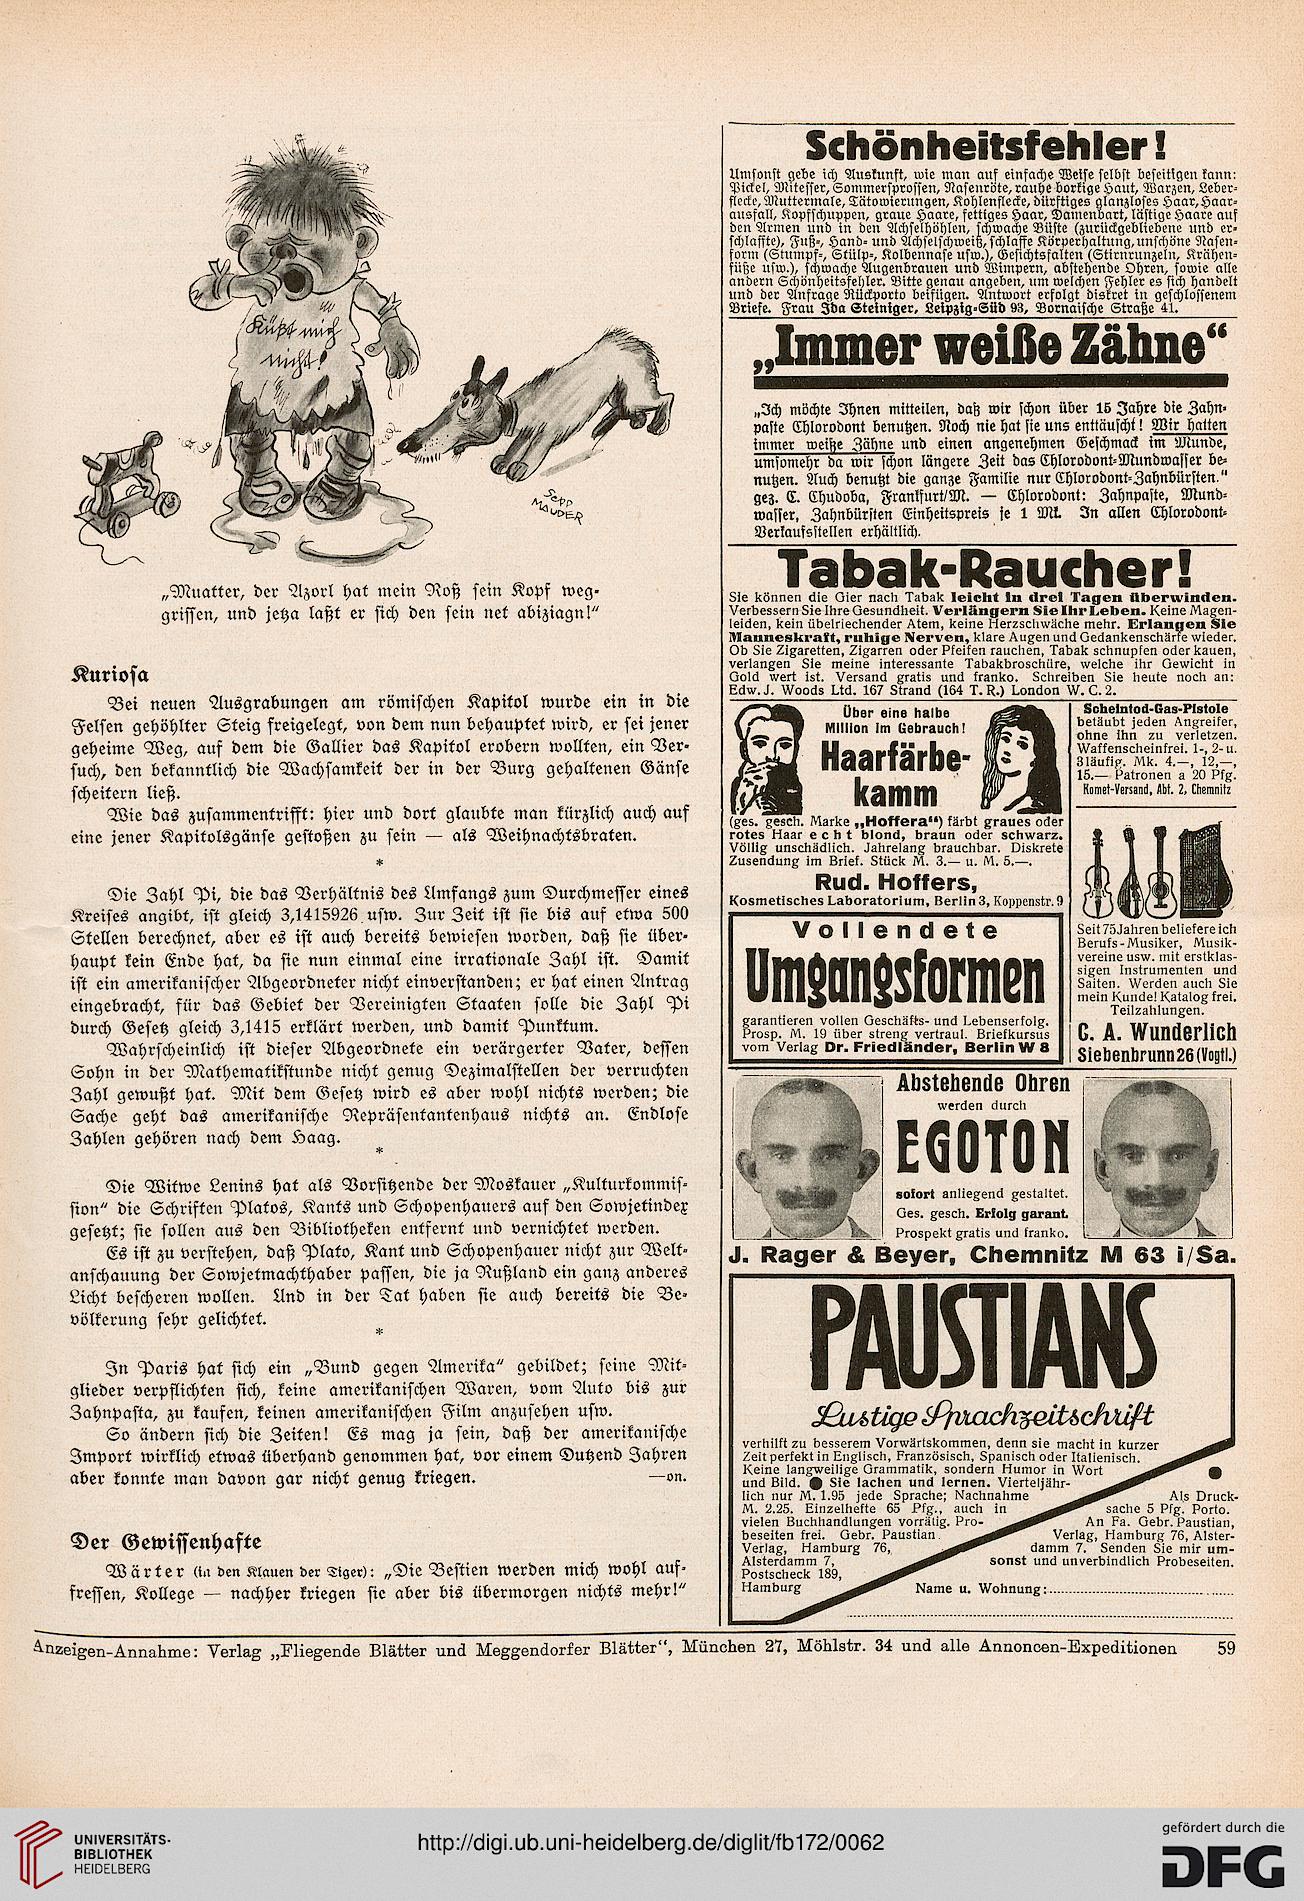 Küßt mich
nicht!
SEPP
MAUDER
„Muatter, der Azorl hat mein Roß sein Kopf weg-
grissen, und jetza laßt er sich den sein net abiziagn!“
Kuriosa
Bei neuen Ausgrabungen am römischen Kapitol wurde ein in die
Felsen gehöhlter Steig freigelegt, von dem nun behauptet wird, er sei jener
geheime Weg, auf dem die Gallier das Kapitol erobern wollten, ein Ver-
such, den bekanntlich die Wachsamkeit der in der Burg gehaltenen Gänse
scheitern ließ.
Wie das zusammentrifft: hier und dort glaubte man kürzlich auch auf
eine jener Kapitolsgänse gestoßen zu sein — als Weihnachtsbraten.
*
Die Zahl Pi, die das Verhältnis des Umfangs zum Durchmesser eines
Kreises angibt, ist gleich 3,1415926 usw. Zur Zeit ist sie bis auf etwa 500
Stellen berechnet, aber es ist auch bereits bewiesen worden, daß sie über-
haupt kein Ende hat, da sie nun einmal eine irrationale Zahl ist. Damit
ist ein amerikanischer Abgeordneter nicht einverstanden; er hat einen Antrag
eingebracht, für das Gebiet der Vereinigten Staaten solle die Zahl Pi
durch Gesetz gleich 3,1415 erklärt werden, und damit Punktum.
Wahrscheinlich ist dieser Abgeordnete ein verärgerter Vater, dessen
Sohn in der Mathematikstunde nicht genug Dezimalstellen der verruchten
Zahl gewußt hat. Mit dem Gesetz wird es aber wohl nichts werden; die
Sache geht das amerikanische Repräsentantenhaus nichts an. Endlose
Zahlen gehören nach dem Haag.
*
Die Witwe Lenins hat als Vorsitzende der Moskauer „Kulturkommis-
sion“ die Schriften Platos, Kants und Schopenhauers auf den Sowjetindex
gesetzt; sie sollen aus den Bibliotheken entfernt und vernichtet werden.
Es ist zu verstehen, daß Plato, Kant und Schopenhauer nicht zur Welt-
anschauung der Sowjetmachthaber passen, die ja Rußland ein ganz anderes
Licht bescheren wollen. Und in der Tat haben sie auch bereits die Be-
völkerung sehr gelichtet.
*
In Paris hat sich ein „Bund gegen Amerika“ gebildet; seine Mit-
glieder verpflichten sich, keine amerikanischen Waren, vom Auto bis zur
Zahnpasta, zu kaufen, keinen amerikanischen Film anzusehen usw.
So ändern sich die Zeiten! Es mag ja sein, daß der amerikanische
Import wirklich etwas überhand genommen hat, vor einem Dutzend Jahren
aber konnte man davon gar nicht genug kriegen. —on.
Der Gewissenhafte
Wärter (in den Klauen der Tiger): „Die Bestien werden mich wohl auf-
fressen, Kollege — nachher kriegen sie aber bis übermorgen nichts mehr!“
Schönheitsfehler!
Umsonst gebe ich Auskunft, wie man auf einfache Weise selbst beseitigen kann:
Pickel, Mitesser, Sommersprossen, Nasenröte, rauhe borkige Haut, Warzen, Leber-
flecke, Muttermale, Tätowierungen, Kohlenflecke, dürftiges glanzloses Haar, Haar-
ausfall, Kopfschuppen, graue Haare, fettiges Haar, Damenbart, lästige Haare auf
den Armen und in den Achselhöhlen, schwache Büste (zurückgebliebene und er-
schlaffte), Fuß-, Hand- und Achselschweiß, schlaffe Körperhaltung, unschöne Nasen-
form (Stumpf-, Stülp-, Kolbennase usw.), Gesichtsfalten (Stirnrunzeln, Krähen-
füße usw.), schwache Augenbrauen und Wimpern, abstehende Ohren, sowie alle
andern Schönheitsfehler. Bitte genau angeben, um welchen Fehler es sich handelt
und der Anfrage Rückporto beifügen. Antwort erfolgt diskret in geschlossenem
Briefe. Frau Ida Steiniger, Leipzig-Süd 93, Bornaische Straße 41.
„Immer weiße Zähne“
„Ich möchte Ihnen mitteilen, daß wir schon über 15 Jahre die Zahn-
paste Chlorodont benutzen. Noch nie hat sie uns enttäuscht! Wir hatten
immer weiße Zähne und einen angenehmen Geschmack im Munde,
umsomehr da wir schon längere Zeit das Chlorodont-Mundwasser be-
nutzen. Auch benutzt die ganze Familie nur Chlorodont-Zahnbürsten.“
gez. C. Chudoba, Frankfurt/M. — Chlorodont: Zahnpaste, Mund-
wasser, Zahnbürsten Einheitspreis je 1 Mk. In allen Chlorodont-
Verkaufsstellen erhältlich.
Tabak-Raucher!
Sie können die Gier nach Tabak leicht in drei Tagen überwinden.
Verbessern Sie Ihre Gesundheit. Verlängern Sie Ihr Leben. Keine Magen-
leiden, kein übelriechender Atem, keine Herzschwäche mehr. Erlangen Sie
Manneskraft, ruhige Nerven, klare Augen und Gedankenschärfe wieder.
Ob Sie Zigaretten, Zigarren oder Pfeifen rauchen, Tabak schnupfen oder kauen,
verlangen Sie meine interessante Tabakbroschüre, welche ihr Gewicht in
Gold wert ist. Versand gratis und franko. Schreiben Sie heute noch an:
Edw. J. Woods Ltd. 167 Strand (164 T. R.) London W. C. 2.
Über eine halbe
Million im Gebrauch!
Haarfärbe-
kamm
(ges. gesch. Marke „Hoffera“) färbt graues oder
rotes Haar echt blond, braun oder schwarz.
Völlig unschädlich. Jahrelang brauchbar. Diskrete
Zusendung im Brief. Stück M. 3.— u. M. 5.—.
Rud. Hoffers,
Kosmetisches Laboratorium, Berlin 3, Koppenstr. 9
Scheintod-Gas-Pistole
betäubt jeden Angreifer,
ohne ihn zu verletzen.
Waffenscheinfrei. 1-, 2- u.
3 läufig. Mk. 4.—, 12,—,
15.— Patronen a 20 Pfg.
Komet-Versand, Abt. 2, Chemnitz
Seit 75 Jahren beliefere ich
Berufs-Musiker, Musik-
vereine usw. mit erstklas-
sigen Instrumenten und
Saiten. Werden auch Sie
mein Kunde! Katalog frei.
Teilzahlungen.
C. A. Wunderlich
Siebenbrunn 26 (Vogtl.)
Vollendete
Umgangsformen
garantieren vollen Geschäfts- und Lebenserfolg.
Prosp. M. 19 über streng vertraul. Briefkursus
vom Verlag Dr. Friedländer, Berlin W 8
Abstehende Ohren
werden durch
EGOTON
sofort anliegend gestaltet.
Ges. gesch. Erfolg garant.
Prospekt gratis und franko.
J. Rager & Beyer, Chemnitz M 63 i/Sa.
PAUSTIANS
Lustige Sprachzeitschrift
verhilft zu besserem Vorwärtskommen, denn sie macht in kurzer
Zeit perfekt in Englisch, Französisch, Spanisch oder Italienisch.
Keine langweilige Grammatik, sondern Humor in Wort
und Bild. ● Sie lachen und lernen. Vierteljähr-
lich nur M. 1.95 jede Sprache; Nachnahme
M. 2.25. Einzelhefte 65 Pfg., auch in
vielen Buchhandlungen vorrätig. Pro-
beseiten frei. Gebr. Paustian
Verlag, Hamburg 76,
Alsterdamm 7,
Postscheck 189,
Hamburg
Als Druck-
sache 5 Pfg. Porto.
An Fa. Gebr. Paustian,
Verlag, Hamburg 76, Alster-
damm 7. Senden Sie mir um-
sonst und unverbindlich Probeseiten.
Name u. Wohnung:
Anzeigen-Annahme: Verlag „Fliegende Blätter und Meggendorfer Blätter“, München 27, Möhlstr. 34 und alle Annoncen-Expeditionen 59
UNIVERSITÄTS-
BIBLIOTHEK
HEIDELBERG
http://digi.ub.uni-heidelberg.de/diglit/fb172/0062
gefördert durch die
DFG